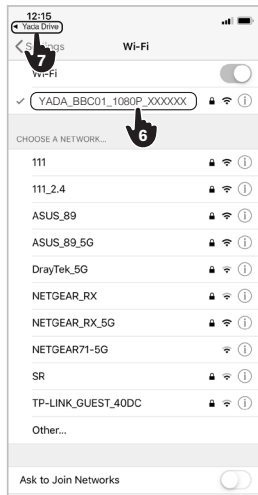 12:15
Yada Drive
Settings
Wi-Fi
7
Wi-Fi
YADA_BBC01_1080P_XXXXXX
6
CHOOSE A NETWORK...
111
111_2.4
ASUS_89
ASUS_89_5G
DrayTek_5G
NETGEAR_RX
NETGEAR_RX_5G
NETGEAR71-5G
SR
TP-LINK_GUEST_40DC
Other...
Ask to Join Networks